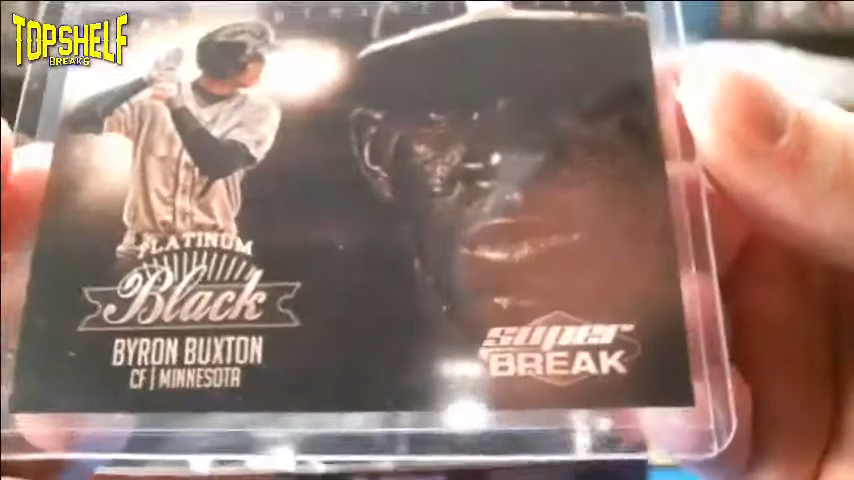 TOPSHELF
BREAKS
PLATINUM
Black
BYRON BUXTON
CF | MINNESOTA
super
BREAK